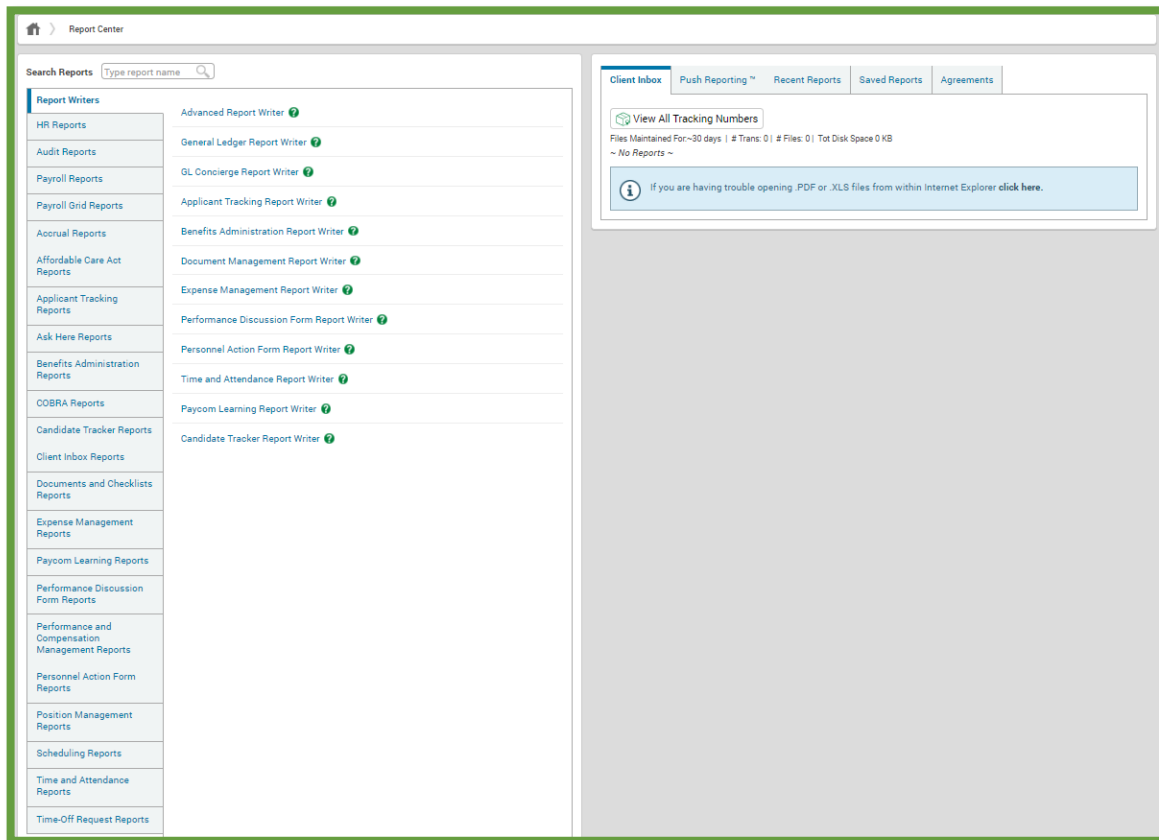 Report Center
Search Reports Type report name
Report Writers
HR Reports
Audit Reports
Payroll Reports
Payroll Grid Reports
Accrual Reports
Affordable Care Act
Reports
Applicant Tracking
Reports
Ask Here Reports
Benefits Administration
Reports
COBRA Reports
Candidate Tracker Reports
Client Inbox Reports
Documents and Checklists
Reports
Expense Management
Reports
Paycom Learning Reports
Performance Discussion
Form Reports
Performance and
Compensation
Management Reports
Personnel Action Form
Reports
Position Management
Reports
Scheduling Reports
Time and Attendance
Reports
Time-Off Request Reports
Advanced Report Writer ?
General Ledger Report Writer ?
GL Concierge Report Writer ?
Applicant Tracking Report Writer ?
Benefits Administration Report Writer ?
Document Management Report Writer ?
Expense Management Report Writer ?
Performance Discussion Form Report Writer ?
Personnel Action Form Report Writer ?
Time and Attendance Report Writer ?
Paycom Learning Report Writer ?
Candidate Tracker Report Writer ?
Client Inbox Push Reporting ™ Recent Reports Saved Reports Agreements
View All Tracking Numbers
Files Maintained For:~30 days | # Trans: 0| # Files: 0| Tot Disk Space 0 KB
~ No Reports ~
i If you are having trouble opening .PDF or .XLS files from within Internet Explorer click here.